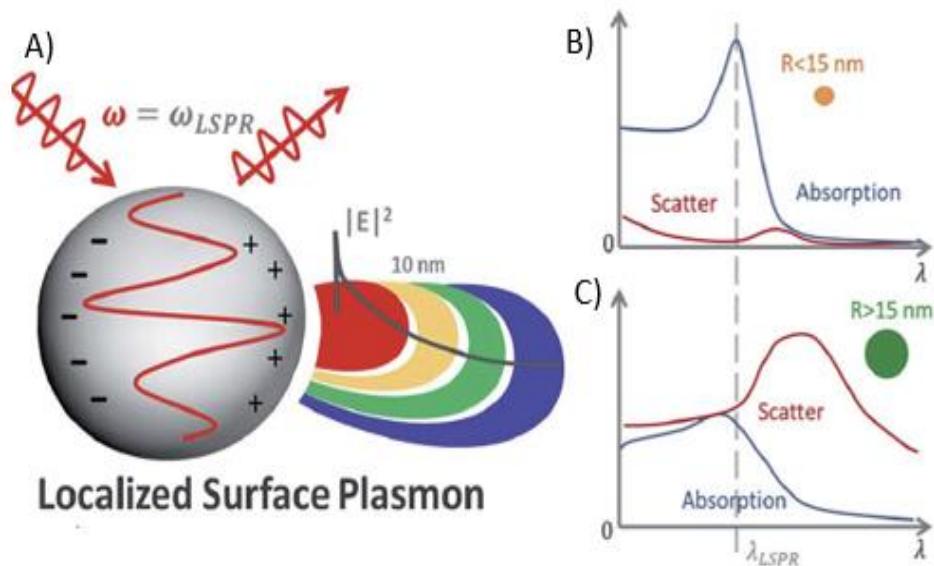 A)
ω = ω_LSPR
|E|²
10 nm
Localized Surface Plasmon
B)
R<15 nm
Scatter
Absorption
0
λ
C)
R>15 nm
Scatter
Absorption
0
λ_LSPR
λ